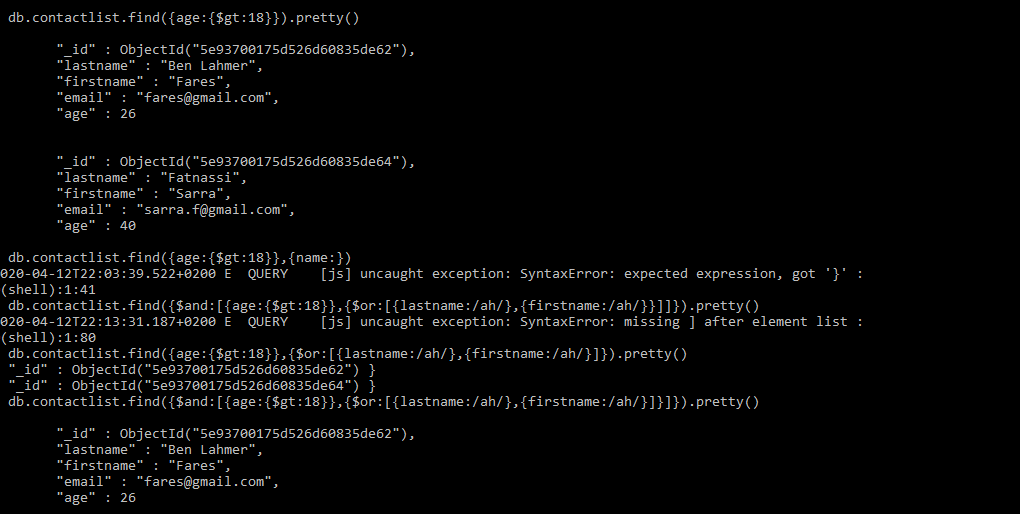 db.contactlist.find({age:{$gt:18}}).pretty()
"_id" : ObjectId("5e93700175d526d60835de62"),
"lastname" : "Ben Lahmer",
"firstname" : "Fares",
"email" : "fares@gmail.com",
"age" : 26
"_id" : ObjectId("5e93700175d526d60835de64"),
"lastname" : "Fatnassi",
"firstname" : "Sarra",
"email" : "sarra.f@gmail.com",
"age" : 40
db.contactlist.find({age:{$gt:18}},{name:})
020-04-12T22:03:39.522+0200 E  QUERY    [js] uncaught exception: SyntaxError: expected expression, got '}' :
(shell):1:41
db.contactlist.find({$and:[{age:{$gt:18}},{$or:[{lastname:/ah/},{firstname:/ah/}}]]}).pretty()
020-04-12T22:13:31.187+0200 E  QUERY    [js] uncaught exception: SyntaxError: missing ] after element list :
(shell):1:80
db.contactlist.find({age:{$gt:18}},{$or:[{lastname:/ah/},{firstname:/ah/}]}).pretty()
"_id" : ObjectId("5e93700175d526d60835de62") }
"_id" : ObjectId("5e93700175d526d60835de64") }
db.contactlist.find({$and:[{age:{$gt:18}},{$or:[{lastname:/ah/},{firstname:/ah/}]}]}).pretty()
"_id" : ObjectId("5e93700175d526d60835de62"),
"lastname" : "Ben Lahmer",
"firstname" : "Fares",
"email" : "fares@gmail.com",
"age" : 26